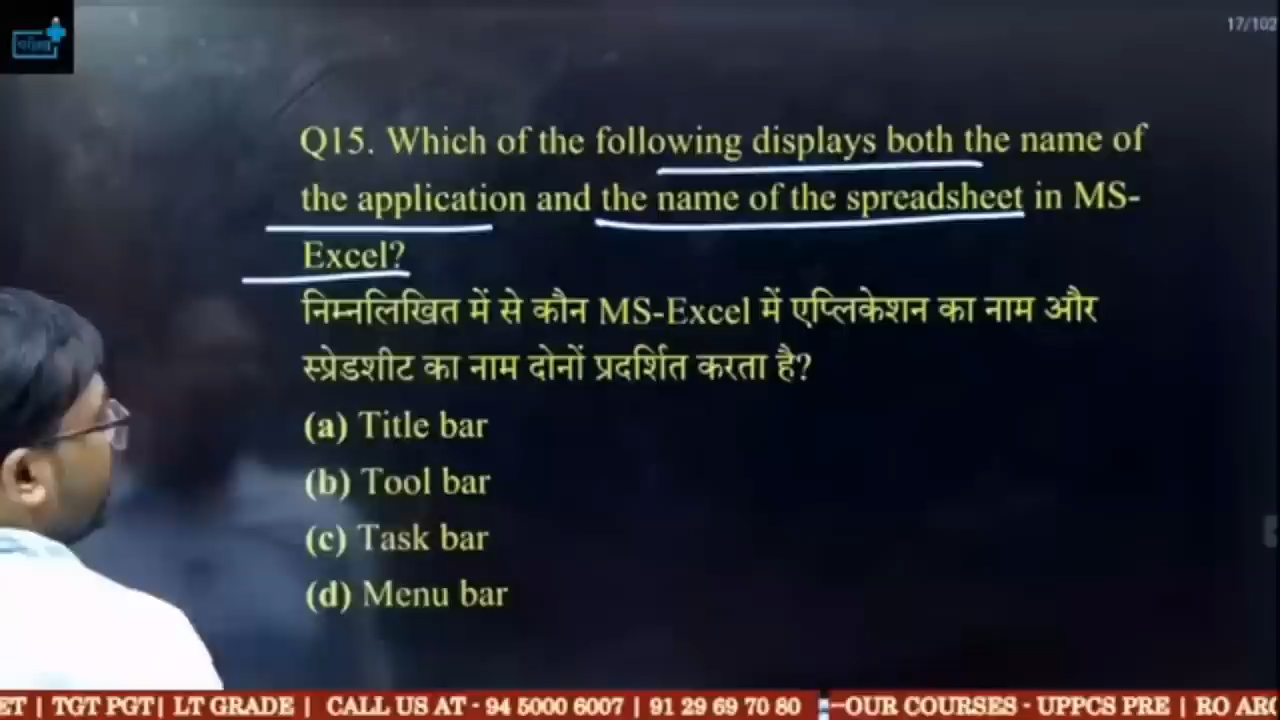 17/102
Q15. Which of the following displays both the name of
the application and the name of the spreadsheet in MS-
Excel?
निम्नलिखित में से कौन MS-Excel में एप्लिकेशन का नाम और
स्प्रेडशीट का नाम दोनों प्रदर्शित करता है?
(a) Title bar
(b) Tool bar
(c) Task bar
(d) Menu bar
ET | TGT PGT| LT GRADE | CALL US AT - 94 5000 6007 | 91 29 69 70 80 -OUR COURSES - UPPCS PRE | RO ARO